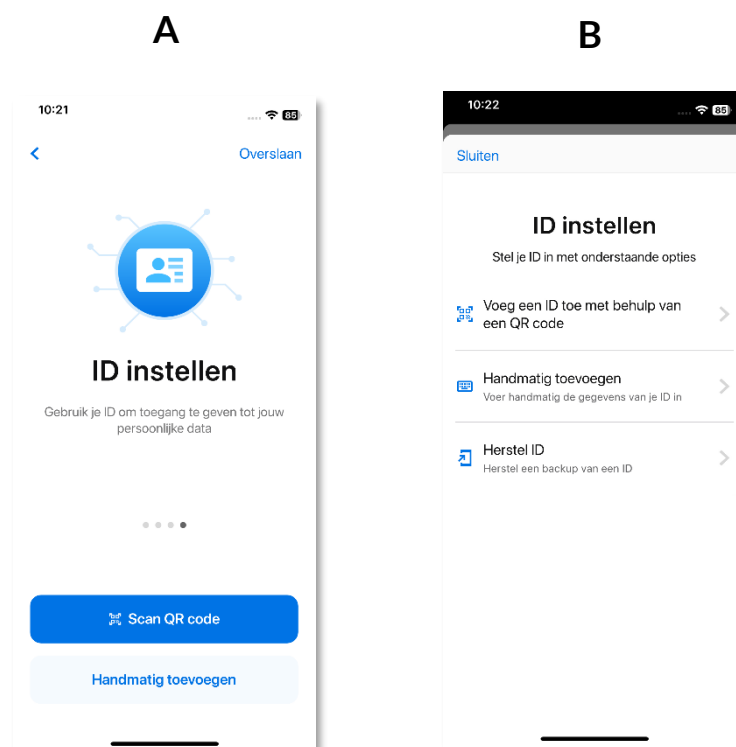 A
B
10:21
85
Overslaan
ID instellen
Gebruik je ID om toegang te geven tot jouw
persoonlijke data
Scan QR code
Handmatig toevoegen
10:22
85
Sluiten
ID instellen
Stel je ID in met onderstaande opties
Voeg een ID toe met behulp van
een QR code
Handmatig toevoegen
Voer handmatig de gegevens van je ID in
Herstel ID
Herstel een backup van een ID